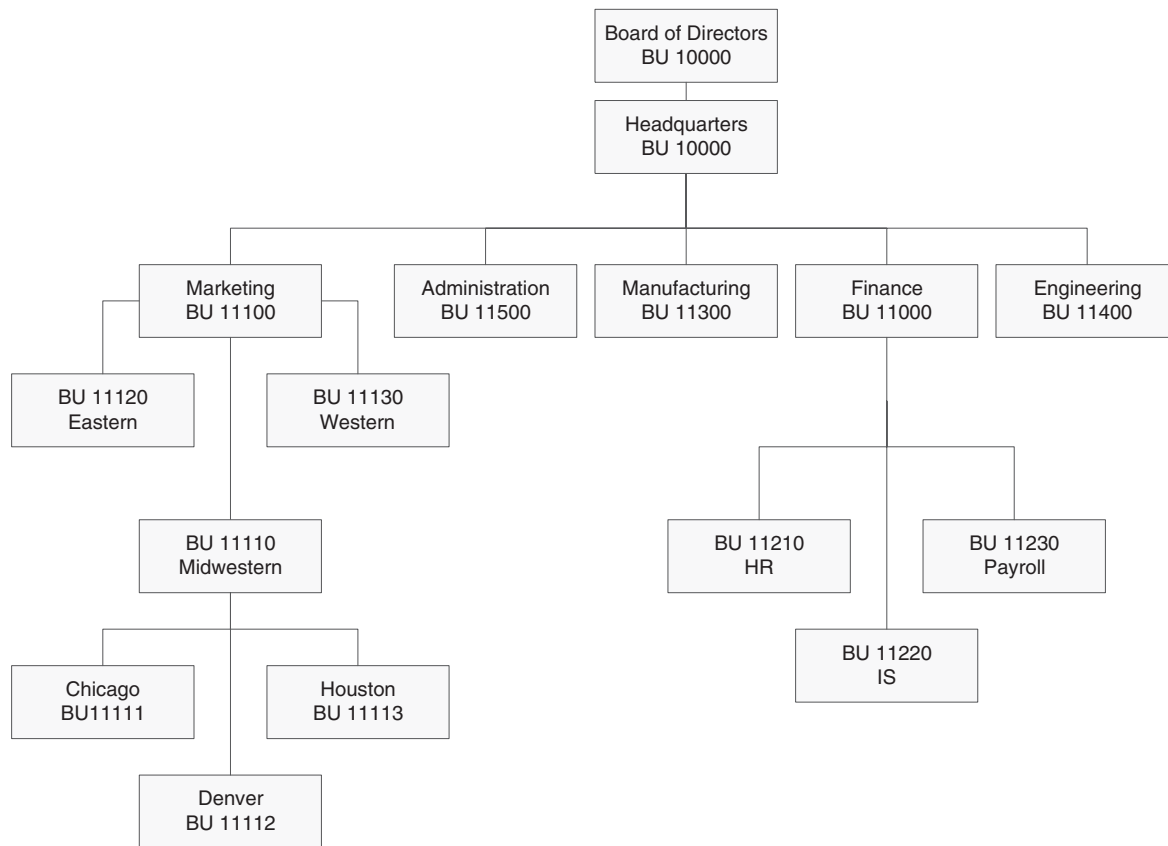 Board of Directors
BU 10000
Headquarters
BU 10000
Marketing
BU 11100
Administration
BU 11500
Manufacturing
BU 11300
Finance
BU 11000
Engineering
BU 11400
BU 11120
Eastern
BU 11130
Western
BU 11110
Midwestern
BU 11210
HR
BU 11230
Payroll
BU 11220
IS
Chicago
BU11111
Houston
BU 11113
Denver
BU 11112